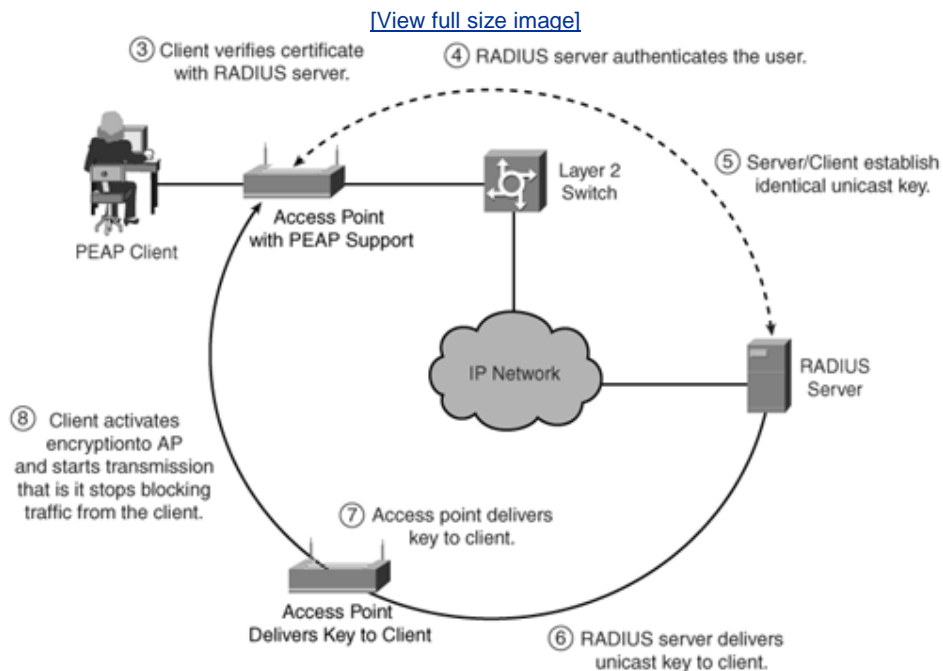 [View full size image]
③ Client verifies certificate
with RADIUS server.
④ RADIUS server authenticates the user.
⑤ Server/Client establish
identical unicast key.
PEAP Client
Access Point
with PEAP Support
Layer 2
Switch
IP Network
RADIUS
Server
⑧ Client activates
encryptionto AP
and starts transmission
that is it stops blocking
traffic from the client.
⑦ Access point delivers
key to client.
Access Point
Delivers Key to Client
⑥ RADIUS server delivers
unicast key to client.